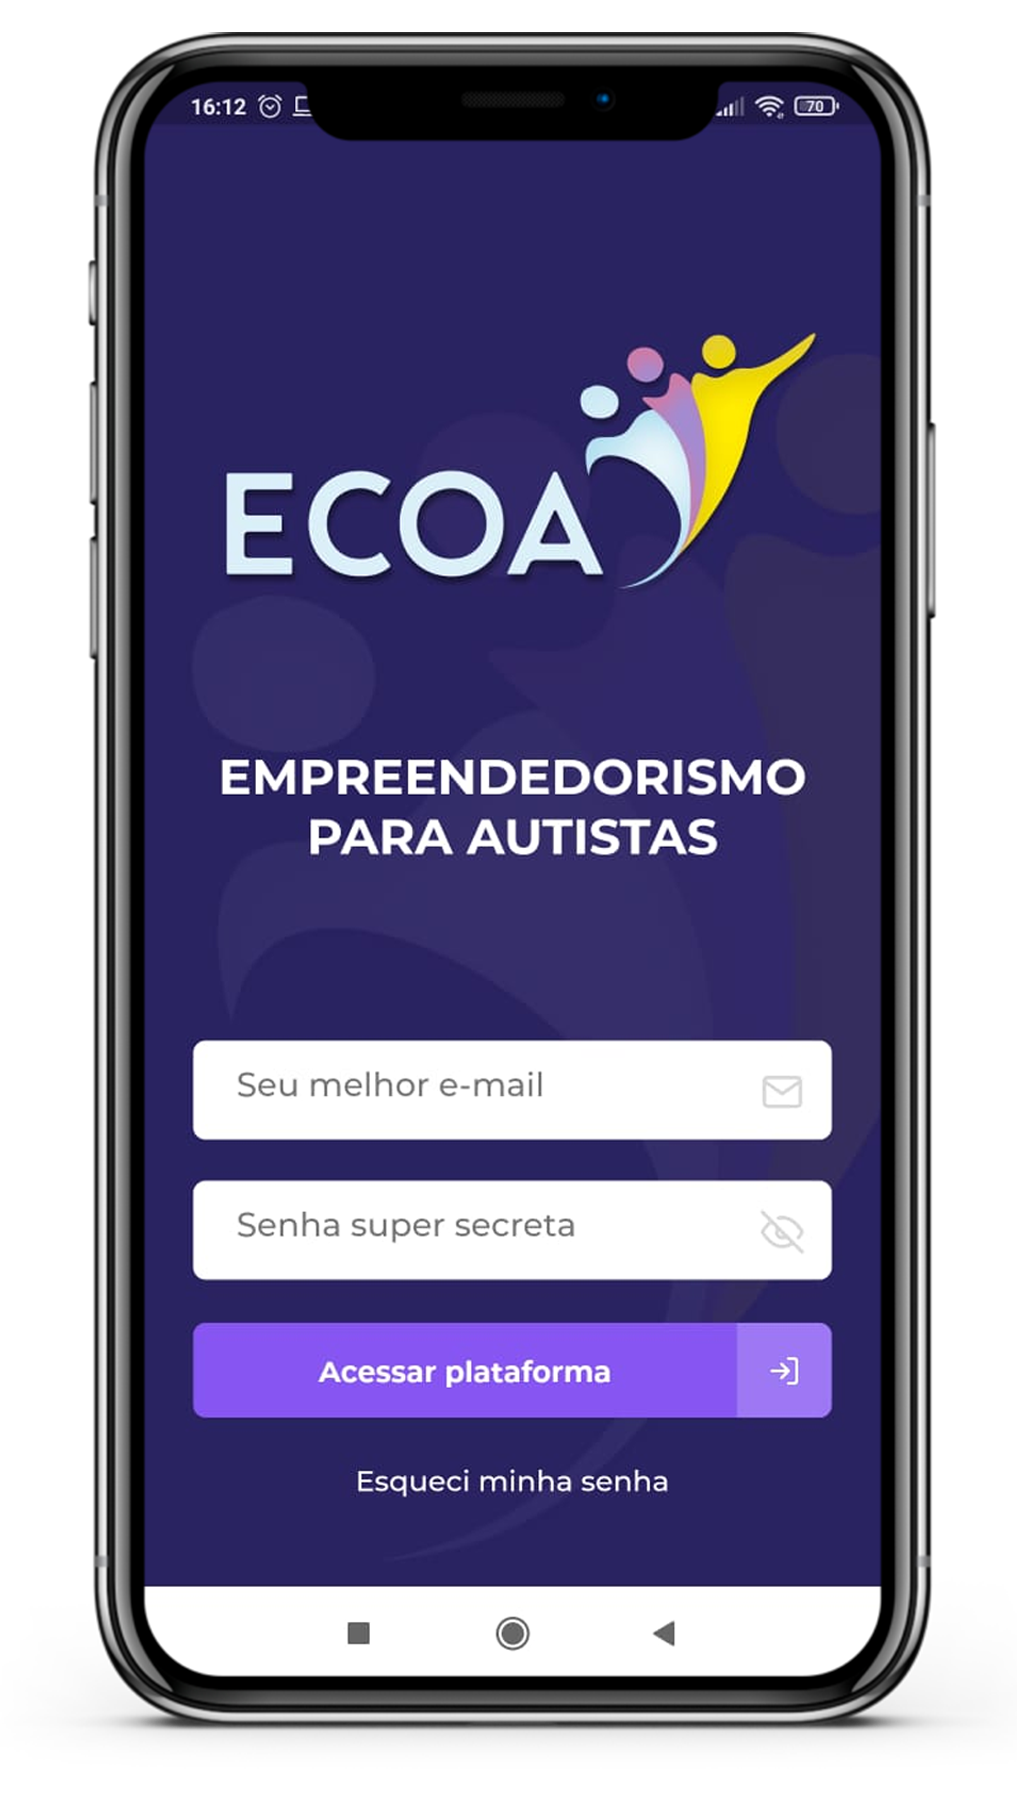 16:12
70
ECOA
EMPREENDEDORISMO
PARA AUTISTAS
Seu melhor e-mail
Senha super secreta
Acessar plataforma
Esqueci minha senha